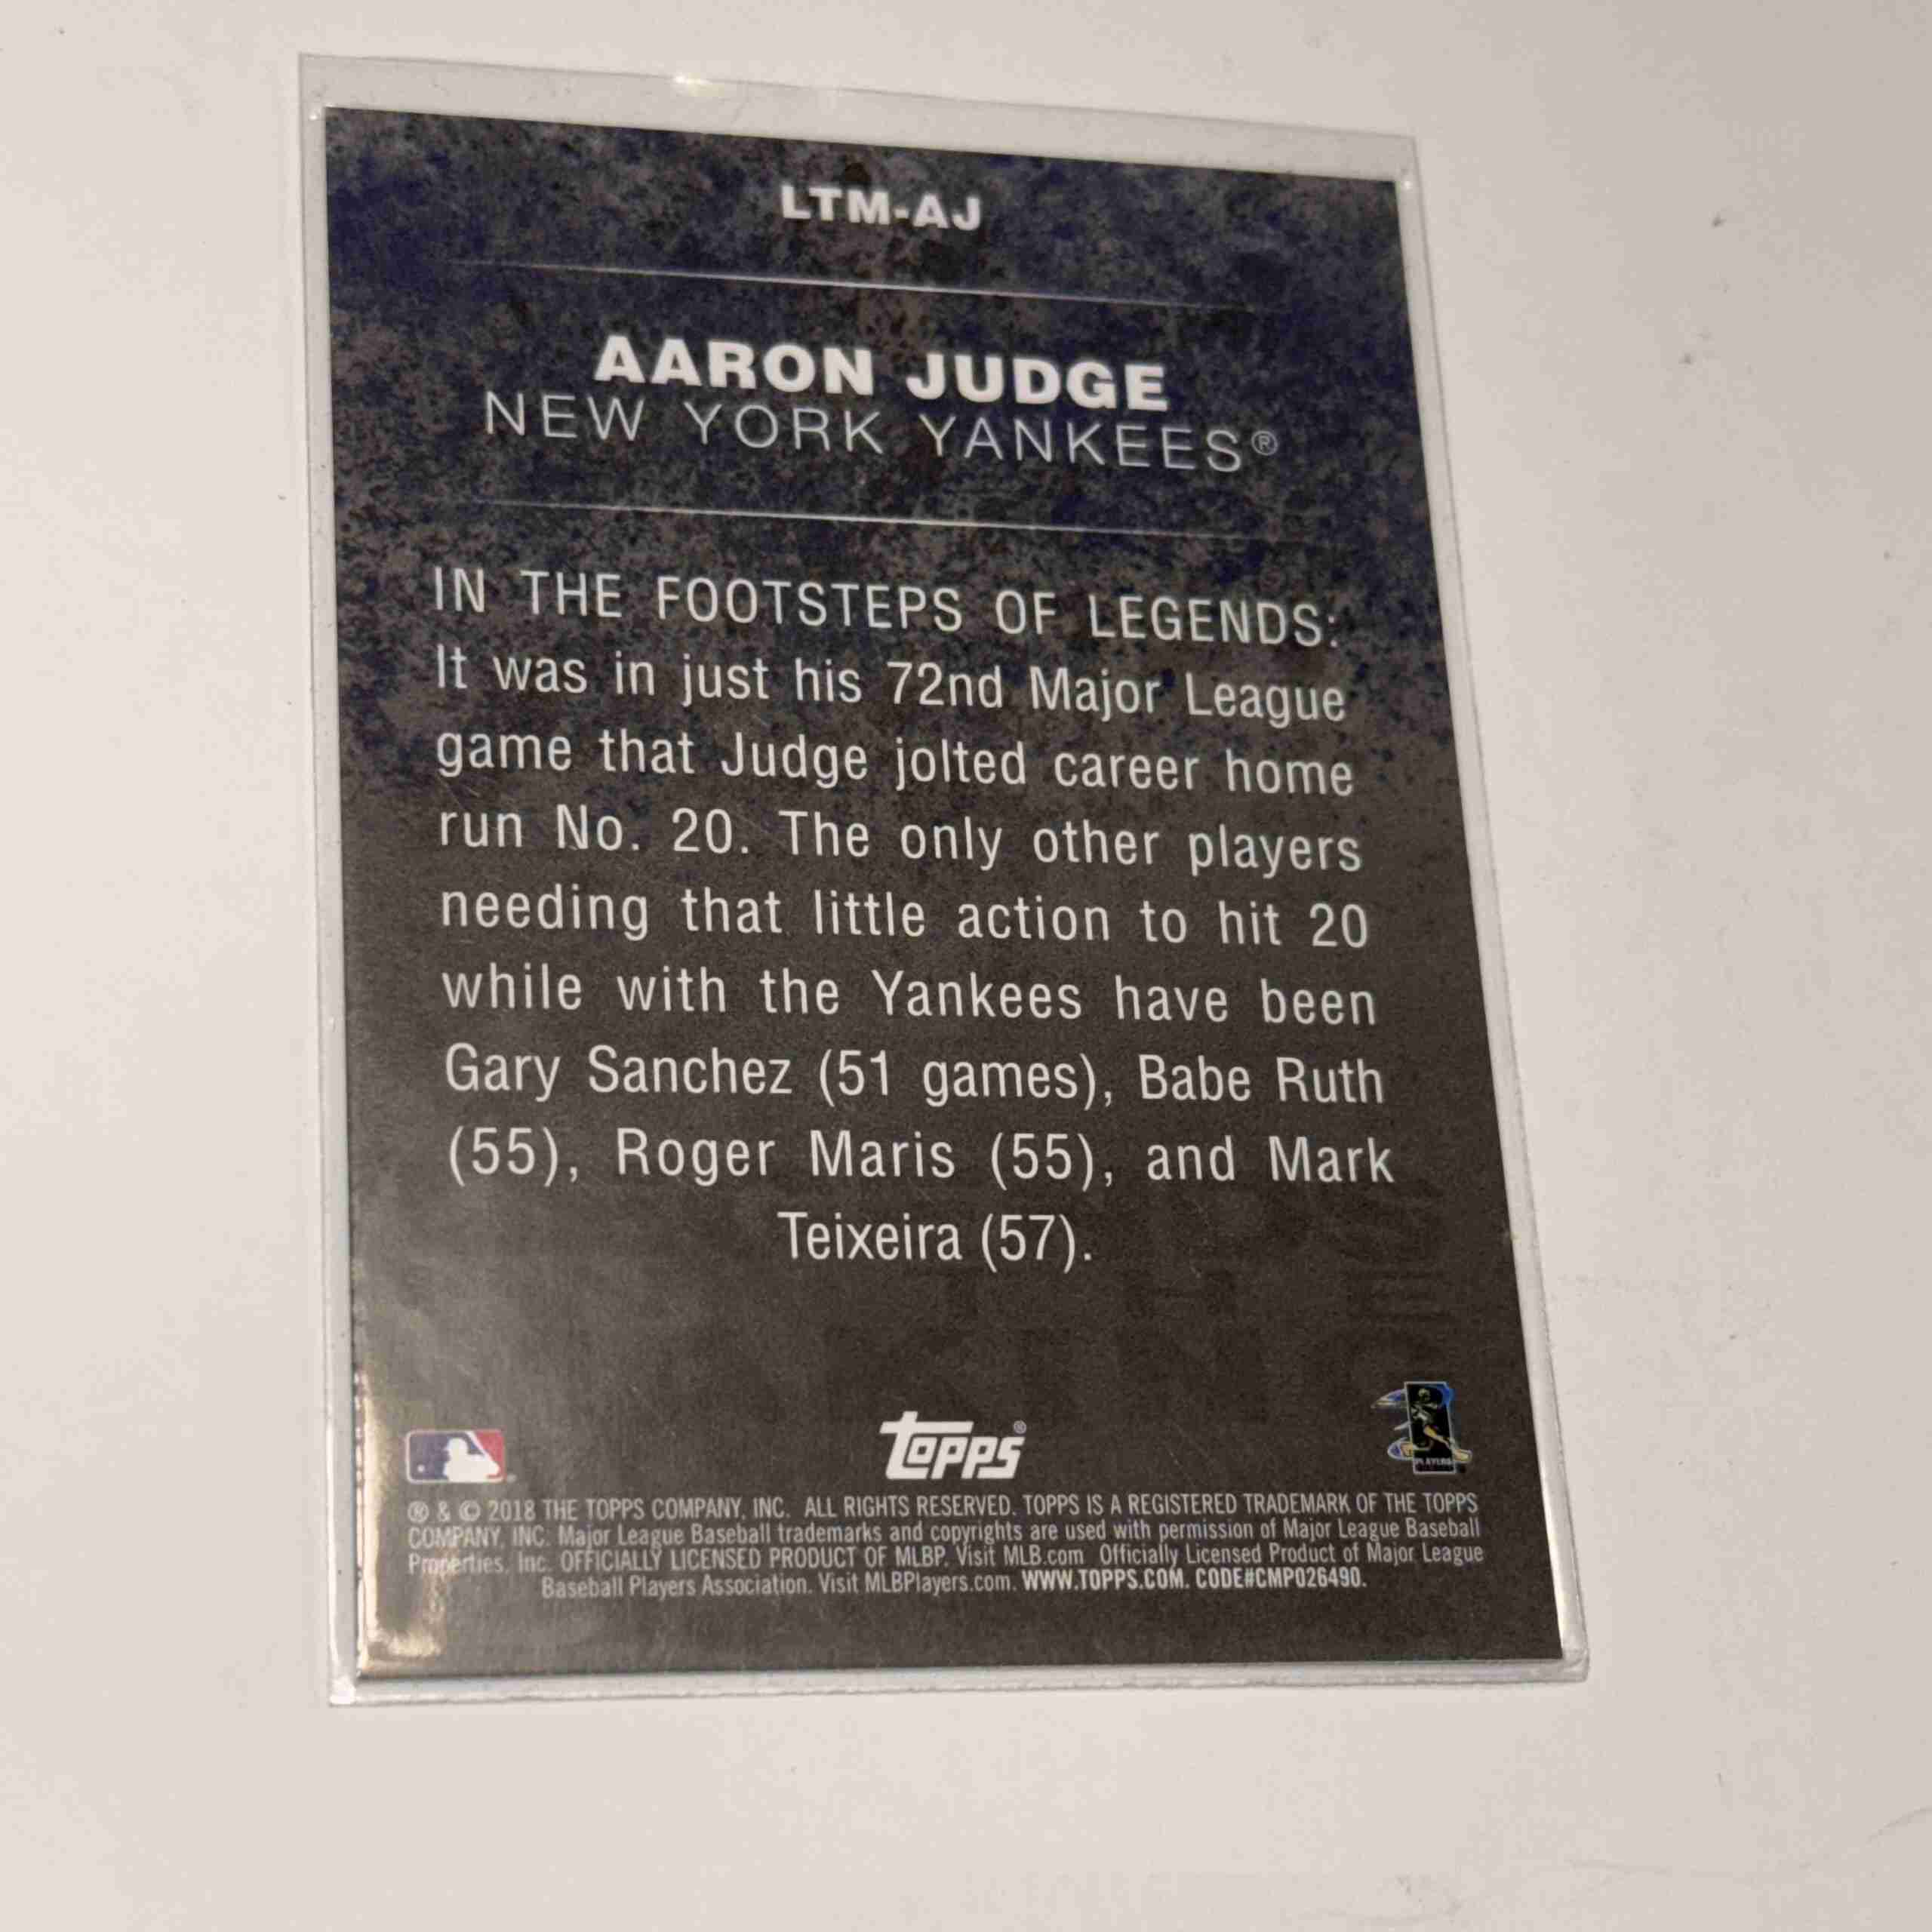 LTM-AJ
AARON JUDGE
NEW YORK YANKEES®
IN THE FOOTSTEPS OF LEGENDS:
It was in just his 72nd Major League
game that Judge jolted career home
run No. 20. The only other players
needing that little action to hit 20
while with the Yankees have been
Gary Sanchez (51 games), Babe Ruth
(55), Roger Maris (55), and Mark
Teixeira (57).
topps®
PLAYERS
® & © 2018 THE TOPPS COMPANY, INC. ALL RIGHTS RESERVED. TOPPS IS A REGISTERED TRADEMARK OF THE TOPPS
COMPANY, INC. Major League Baseball trademarks and copyrights are used with permission of Major League Baseball
Properties, Inc. OFFICIALLY LICENSED PRODUCT OF MLBP. Visit MLB.com Officially Licensed Product of Major League
Baseball Players Association. Visit MLBPlayers.com. WWW.TOPPS.COM. CODE#CMP026490.